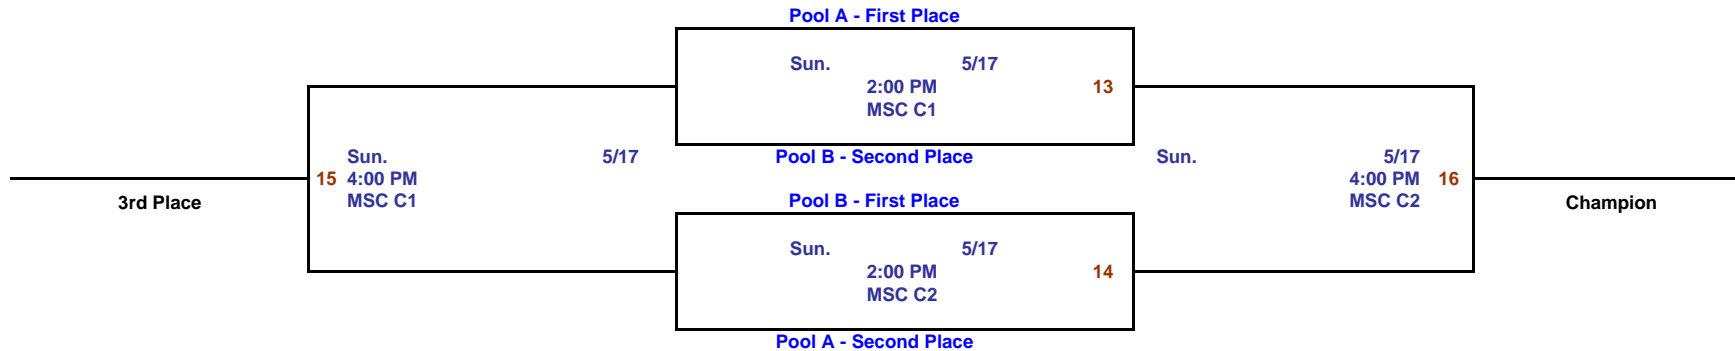 Pool A - First Place
Sun. 5/17
2:00 PM 13
MSC C1
Pool B - Second Place
Sun. 5/17
15 4:00 PM
MSC C1
3rd Place
Sun. 5/17
4:00 PM 16
MSC C2
Champion
Pool B - First Place
Sun. 5/17
2:00 PM 14
MSC C2
Pool A - Second Place